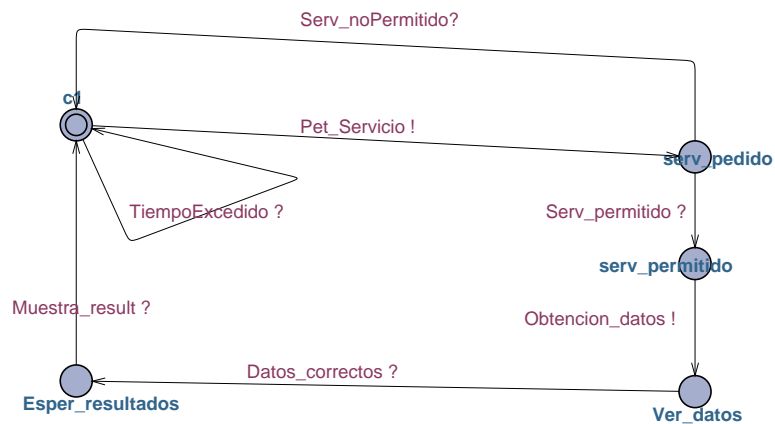 Serv_noPermitido?
c1
Pet_Servicio !
serv_pedido
TiempoExcedido ?
Serv_permitido ?
serv_permitido
Muestra_result ?
Obtencion_datos !
Datos_correctos ?
Esper_resultados
Ver_datos